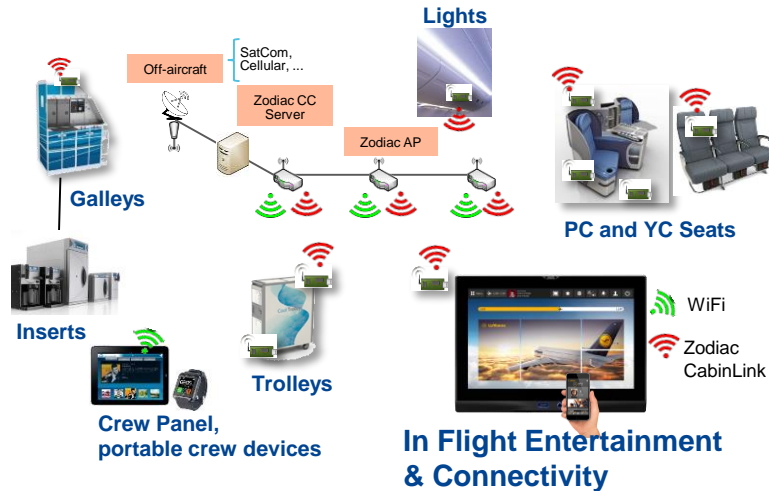 Lights
SatCom,
Cellular, ...
Off-aircraft
Zodiac CC
Server
Zodiac AP
Galleys
PC and YC Seats
Inserts
Trolleys
WiFi
Zodiac
CabinLink
Crew Panel,
portable crew devices
In Flight Entertainment
& Connectivity